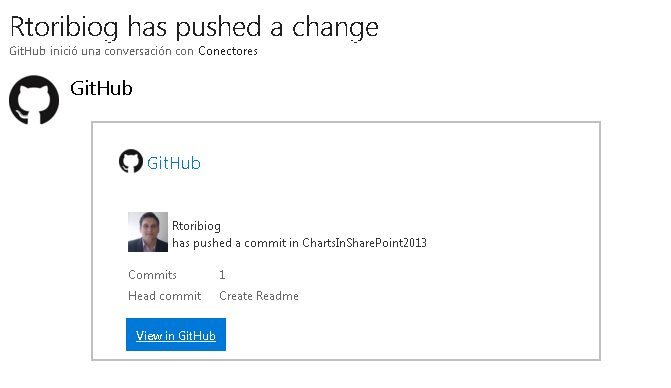 Rtoribiog has pushed a change
GitHub inició una conversación con Conectores
GitHub
GitHub
Rtoribiog
has pushed a commit in ChartsInSharePoint2013
Commits 1
Head commit Create Readme
View in GitHub